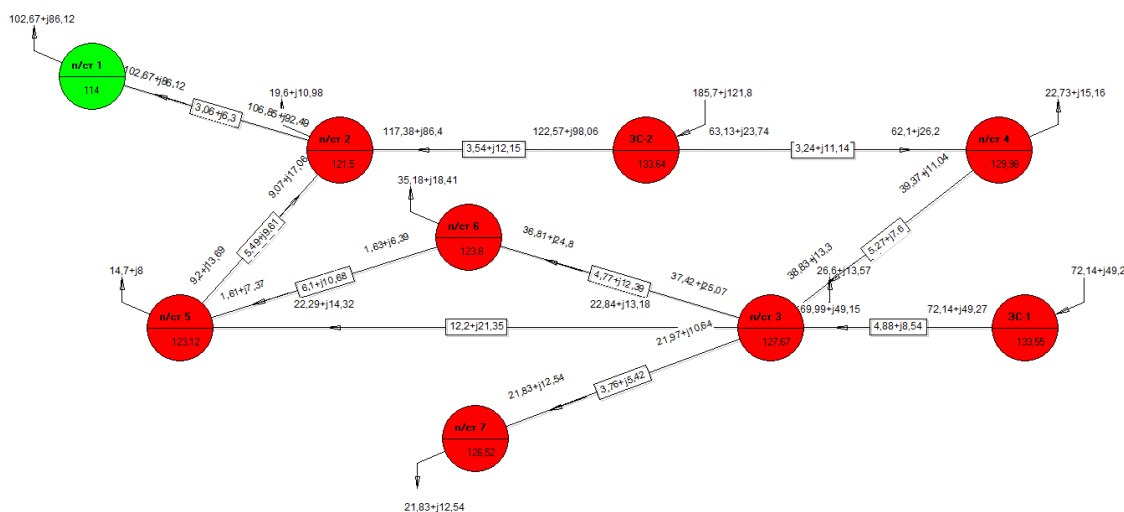 102,67+j86,12
п/ст 1
114
102,67+j86,12
3,06+j6,3
106,85+j92,49
19,6+j10,98
п/ст 2
121,5
117,38+j86,4
3,54+j12,15
122,57+j98,06
185,7+j121,8
ЭС-2
133,64
63,13+j23,74
3,24+j11,14
62,1+j26,2
22,73+j15,16
п/ст 4
129,98
39,37+j11,04
5,27+j7,6
38,83+j13,3
9,07+j17,08
5,49+j9,61
9,2+j13,69
35,18+j18,41
п/ст 6
123,8
1,63+j6,39
6,1+j10,68
1,61+j7,37
36,81+j24,8
4,77+j12,39
37,42+j25,07
26,6+j13,57
14,7+j8
п/ст 5
123,12
22,29+j14,32
12,2+j21,35
22,84+j13,18
п/ст 3
127,67
69,99+j49,15
4,88+j8,54
72,14+j49,27
72,14+j49,2
ЭС-1
133,55
21,97+j10,64
3,76+j5,42
21,83+j12,54
п/ст 7
126,52
21,83+j12,54